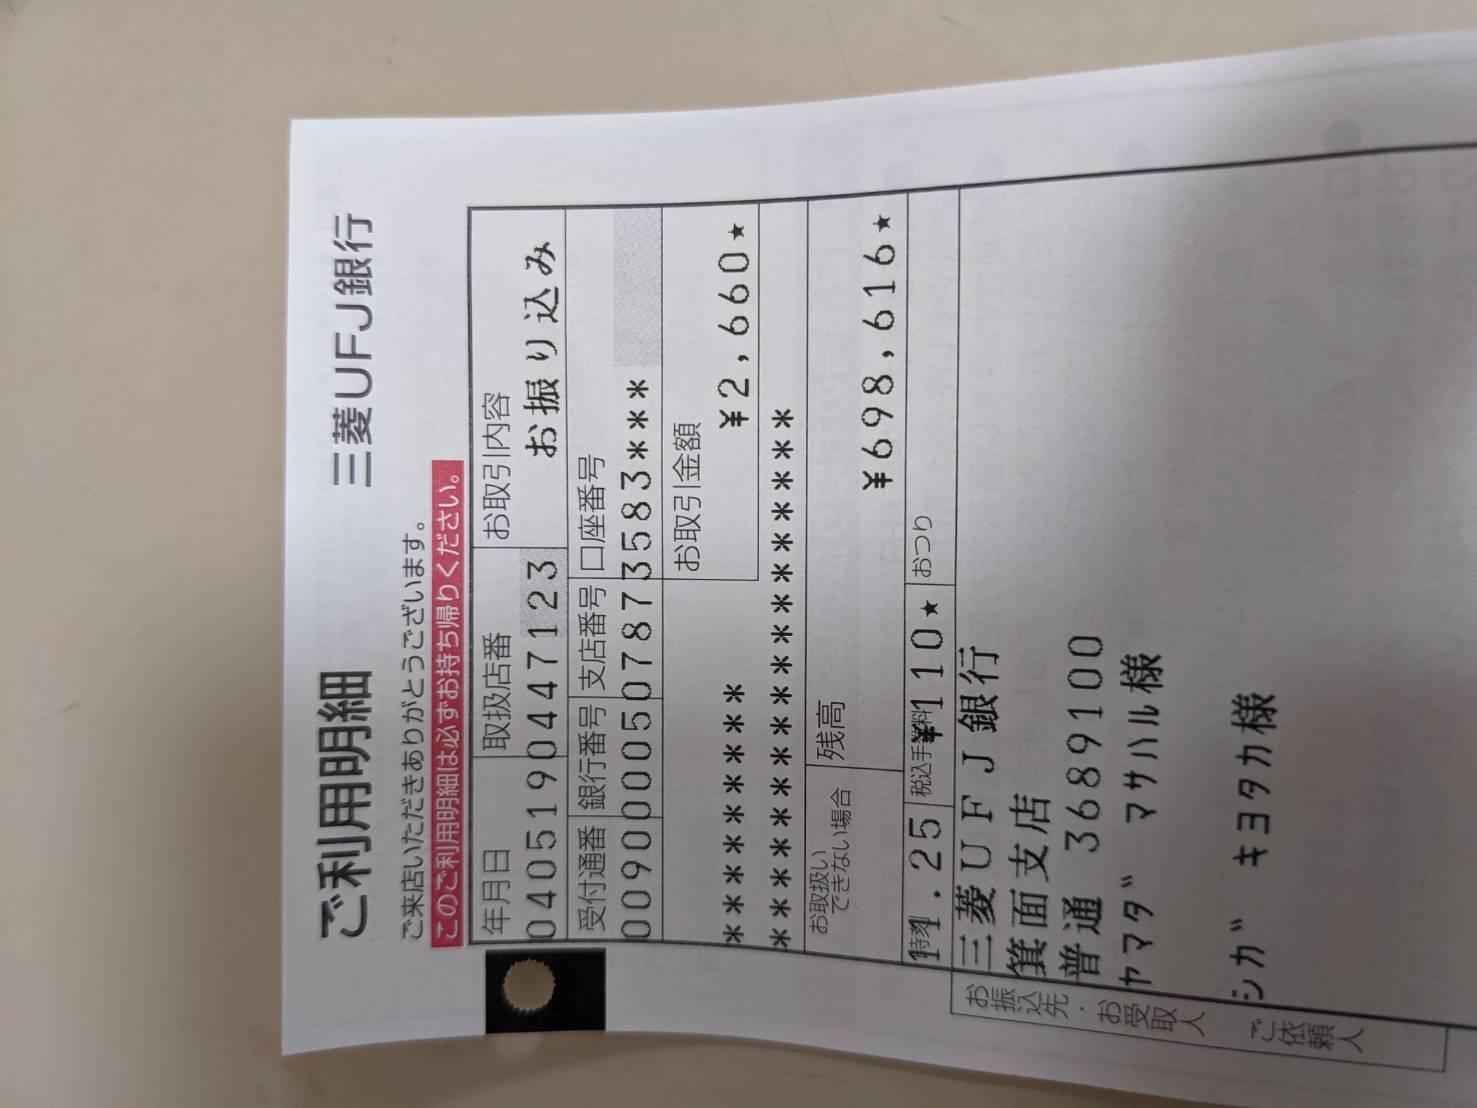 ご利用明細 三菱UFJ銀行
ご来店いただきありがとうございます。
このご利用明細は必ずお持ち帰りください。
年月日 取扱店番 お取引内容
0405190447123 お振り込み
受付通番 銀行番号 支店番号 口座番号
0090000507873583***
お取引金額
********** ¥2,660★
*********************
お取扱いできない場合 残高
¥698,616★
時刻 税込手数料 おつり
11.25 ¥110★
お振込先・お受取人
三菱UFJ銀行
箕面支店
普通 3689100
ヤマダ゛ マサハル様
ご依頼人
シガ゛ キヨタカ様